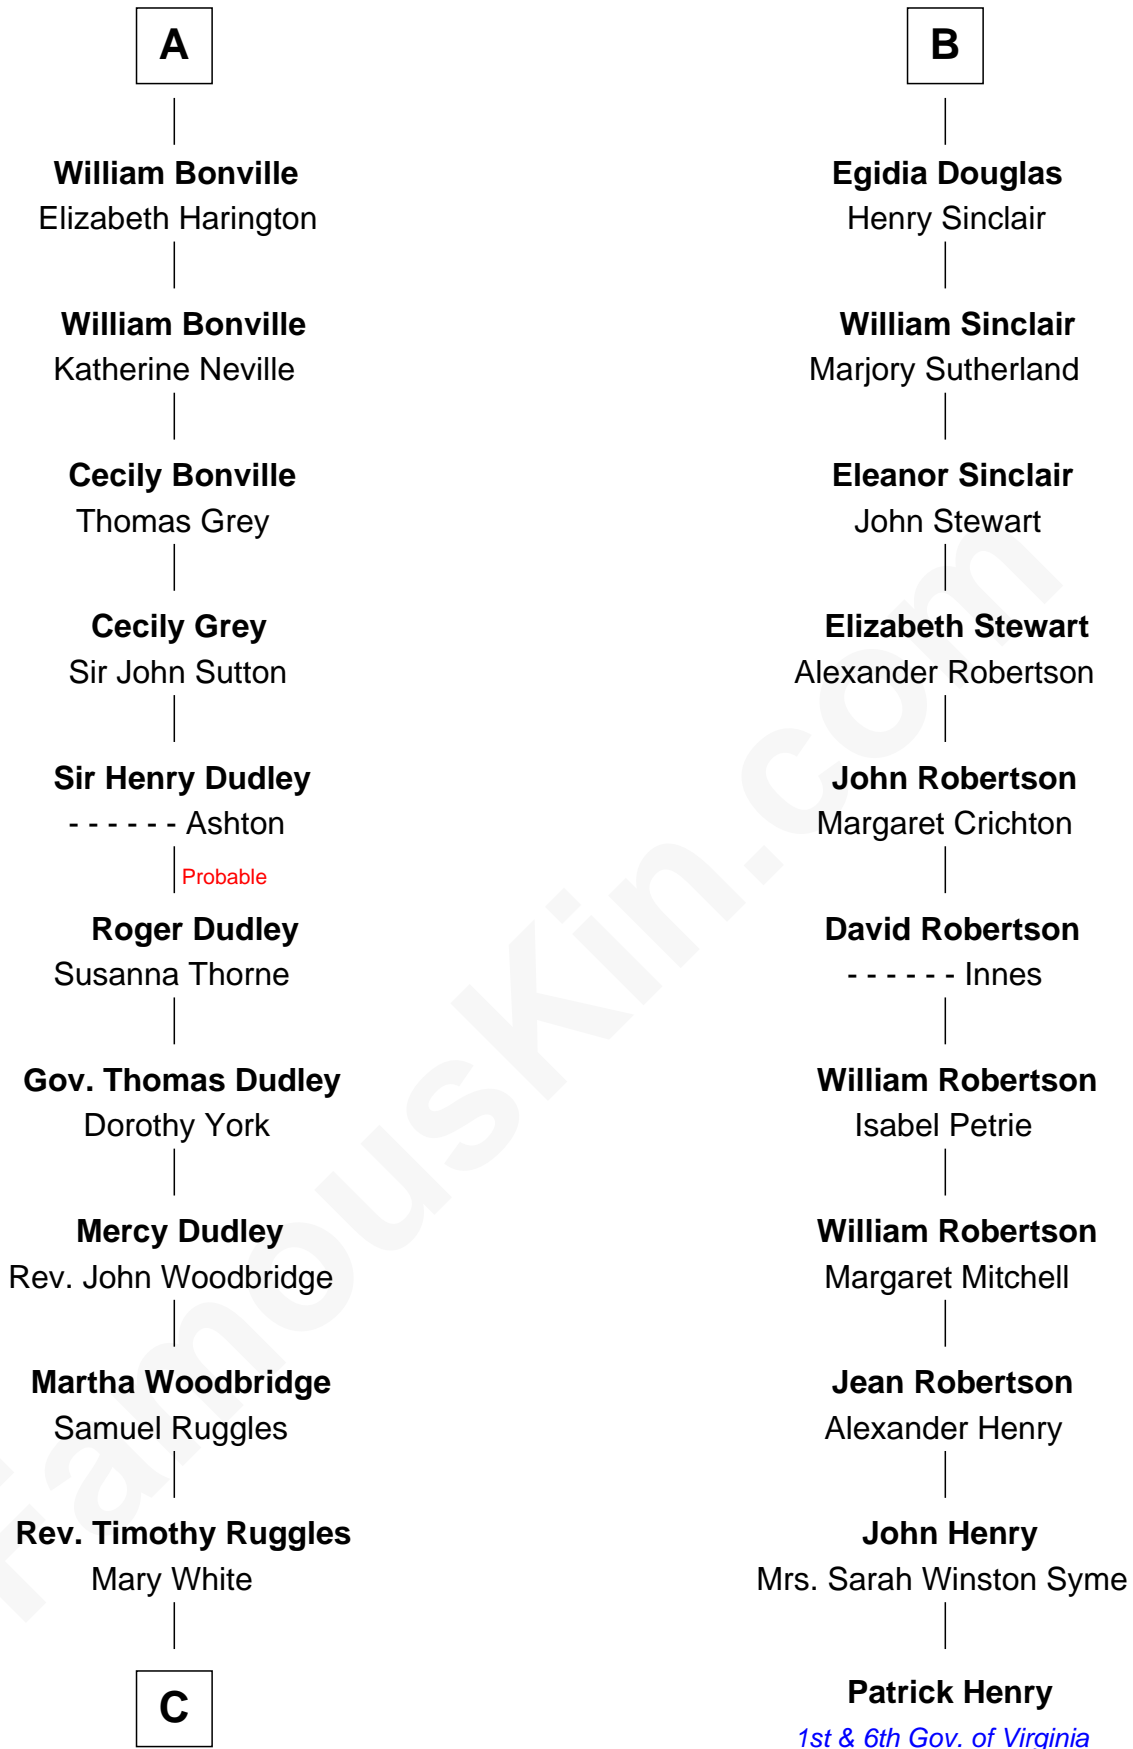 A
William Bonville
Elizabeth Harington
William Bonville
Katherine Neville
Cecily Bonville
Thomas Grey
Cecily Grey
Sir John Sutton
Sir Henry Dudley
- - - - - - Ashton
Probable
Roger Dudley
Susanna Thorne
Gov. Thomas Dudley
Dorothy York
Mercy Dudley
Rev. John Woodbridge
Martha Woodbridge
Samuel Ruggles
Rev. Timothy Ruggles
Mary White
C
B
Egidia Douglas
Henry Sinclair
William Sinclair
Marjory Sutherland
Eleanor Sinclair
John Stewart
Elizabeth Stewart
Alexander Robertson
John Robertson
Margaret Crichton
David Robertson
- - - - - - Innes
William Robertson
Isabel Petrie
William Robertson
Margaret Mitchell
Jean Robertson
Alexander Henry
John Henry
Mrs. Sarah Winston Syme
Patrick Henry
1st & 6th Gov. of Virginia
FamousKin.com